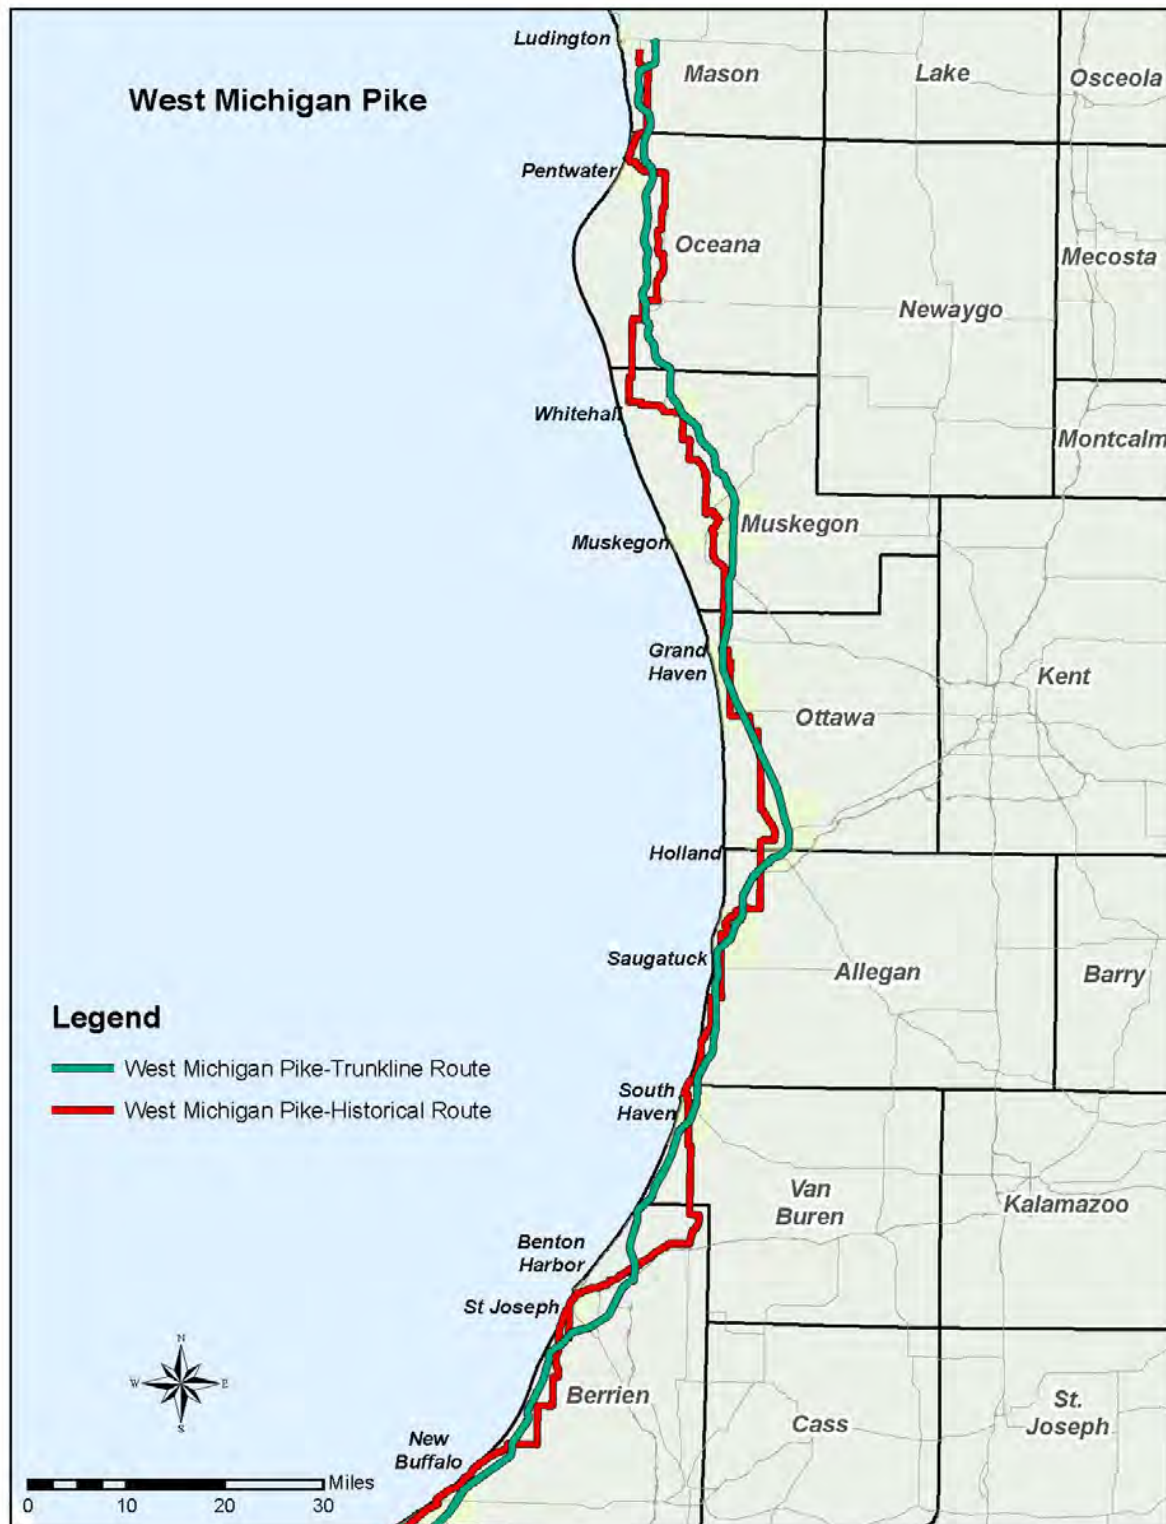 Ludington
West Michigan Pike
Mason
Lake
Osceola
Pentwater
Oceana
Mecosta
Newaygo
Whitehall
Montcalm
Muskegon
Muskegon
Grand
Haven
Kent
Ottawa
Holland
Saugatuck
Allegan
Barry
Legend
West Michigan Pike-Trunkline Route
West Michigan Pike-Historical Route
South
Haven
Van
Buren
Kalamazoo
Benton
Harbor
St Joseph
N
W
E
S
Berrien
Cass
St.
Joseph
New
Buffalo
Miles
0 10 20 30